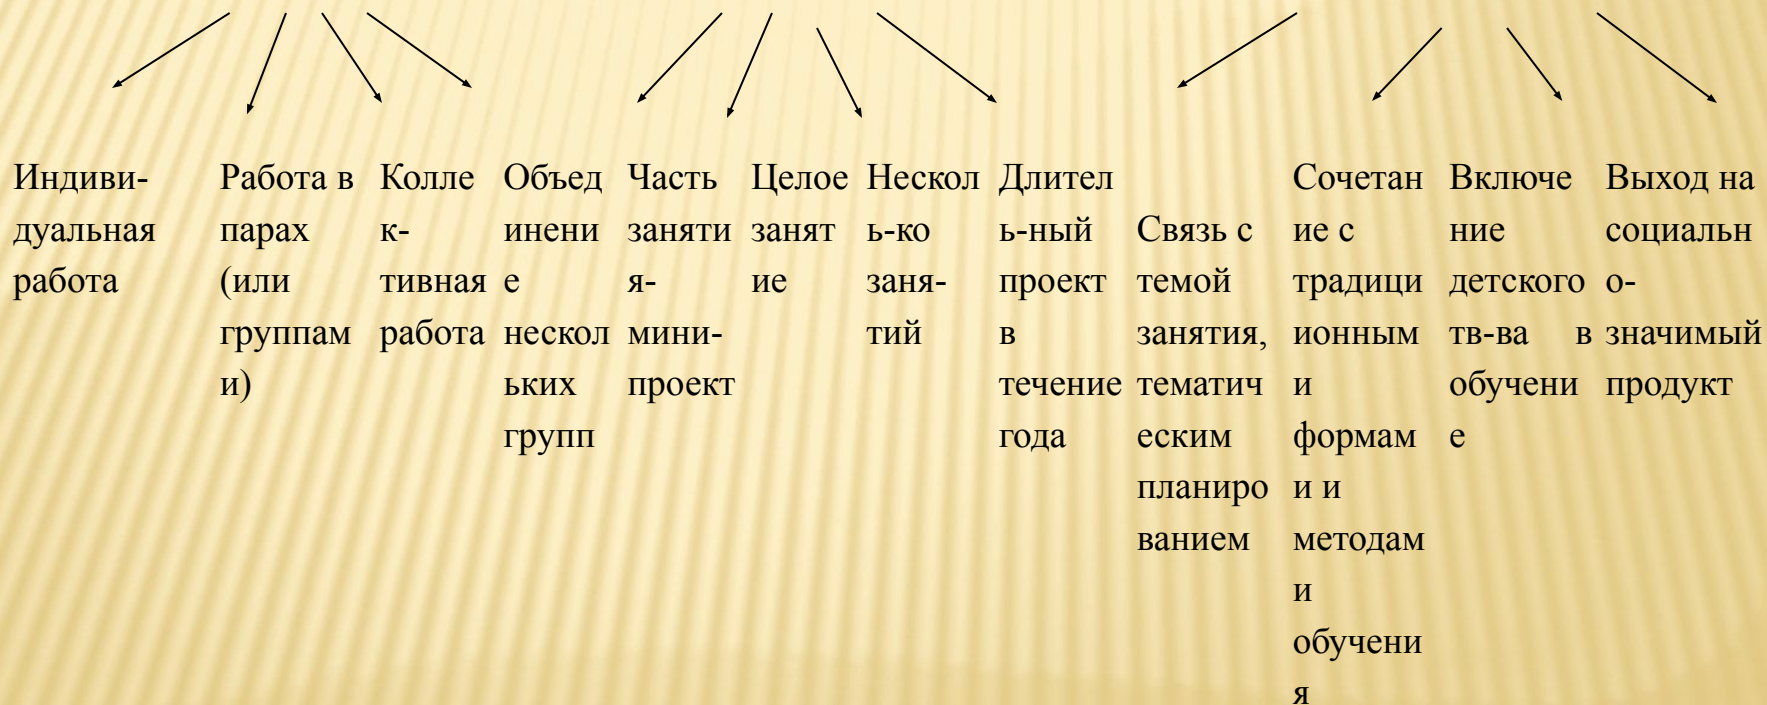 Индиви-
дуальная
работа
Работа в
парах
(или
группам
и)
Колле
к-
тивная
работа
Объед
инени
е
нескол
ьких
групп
Часть
заняти
я-
мини-
проект
Целое
занят
ие
Нескол
ь-ко
заня-
тий
Длител
ь-ный
проект
в
течение
года
Связь с
темой
занятия,
тематич
еским
планиро
ванием
Сочетан
ие с
традици
ионным
и
формам
и и
методам
и
обучени
я
Включе
ние
детского
тв-ва в
обучени
е
Выход на
социальн
о-
значимый
продукт